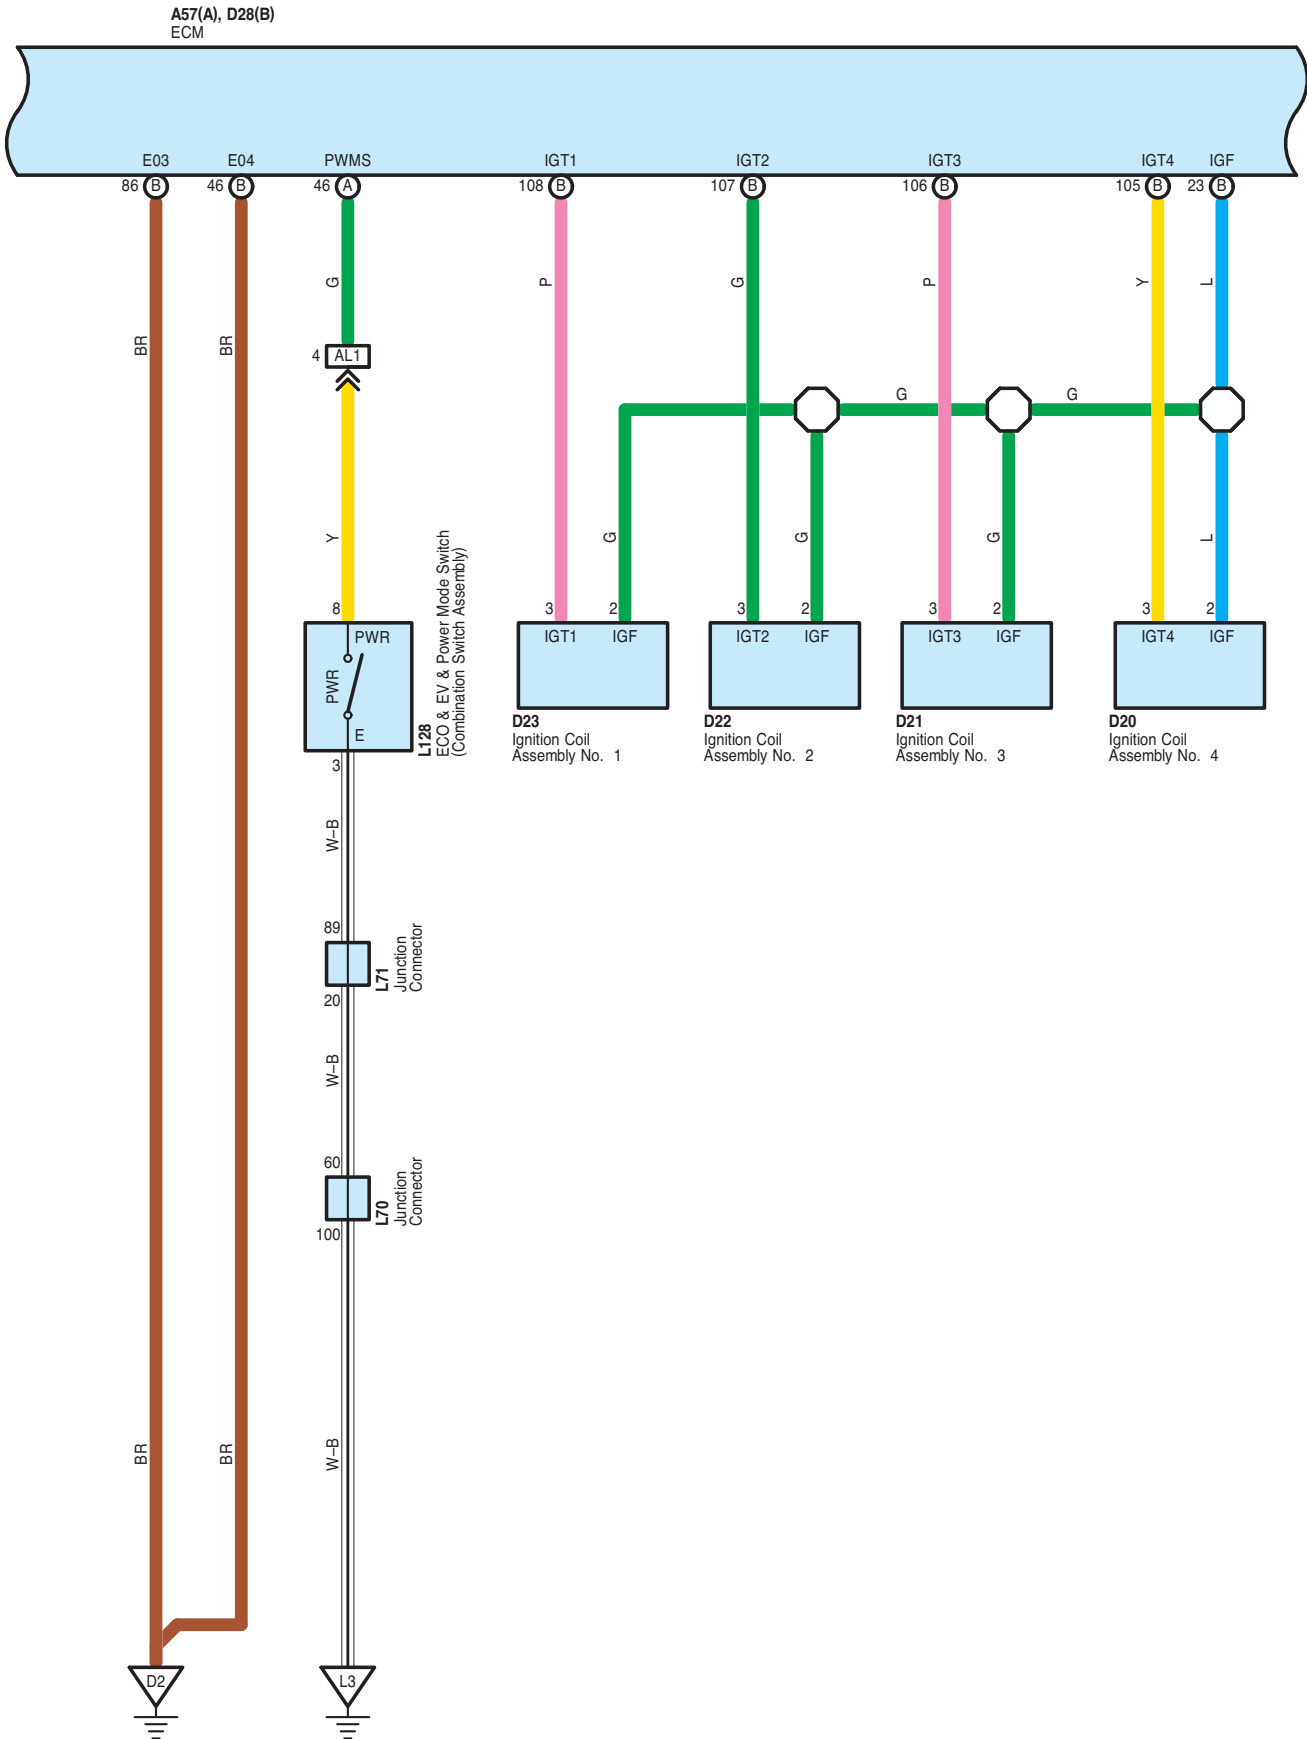 A57(A), D28(B)
ECM
E03 E04 PWMS IGT1 IGT2 IGT3 IGT4 IGF
86 B 46 B 46 A 108 B 107 B 106 B 105 B 23 B
G P G P Y L
BR BR
4 AL1
G G
Y G G G L
8 3 2 3 2 3 2 3 2
PWR IGT1 IGF IGT2 IGF IGT3 IGF IGT4 IGF
PWR
E
3
L128
ECO & EV & Power Mode Switch
(Combination Switch Assembly)
D23
Ignition Coil
Assembly No. 1
D22
Ignition Coil
Assembly No. 2
D21
Ignition Coil
Assembly No. 3
D20
Ignition Coil
Assembly No. 4
W-B
89
L71
Junction
Connector
20
W-B
60
L70
Junction
Connector
100
BR BR W-B
D2 L3